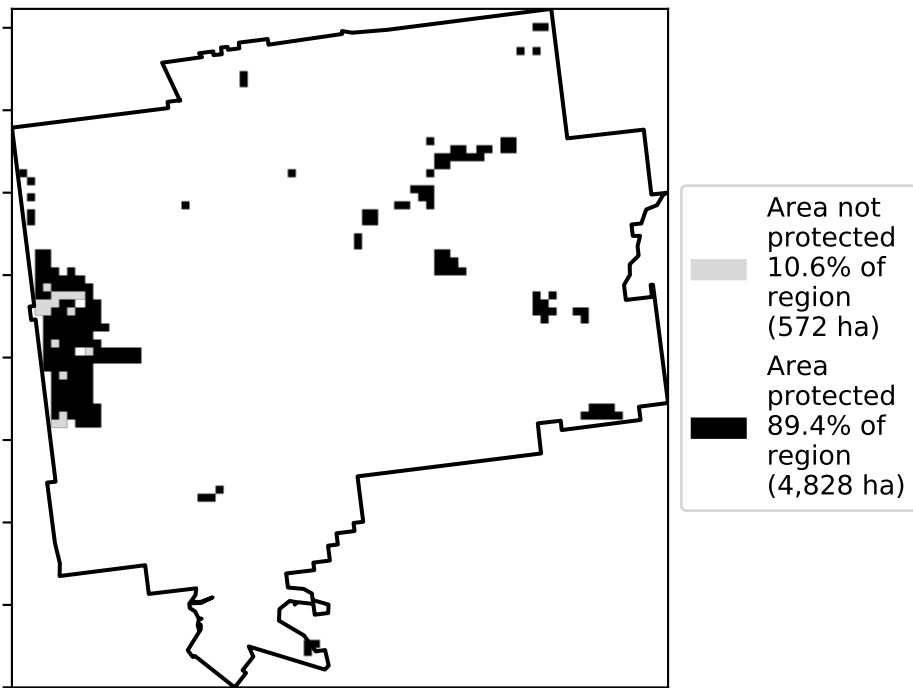 Area not
protected
10.6% of
region
(572 ha)
Area
protected
89.4% of
region
(4,828 ha)